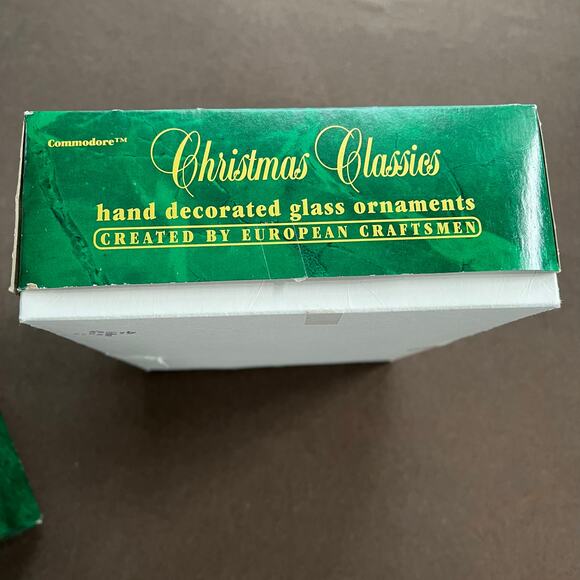 Commodore™
Christmas Classics
hand decorated glass ornaments
CREATED BY EUROPEAN CRAFTSMEN